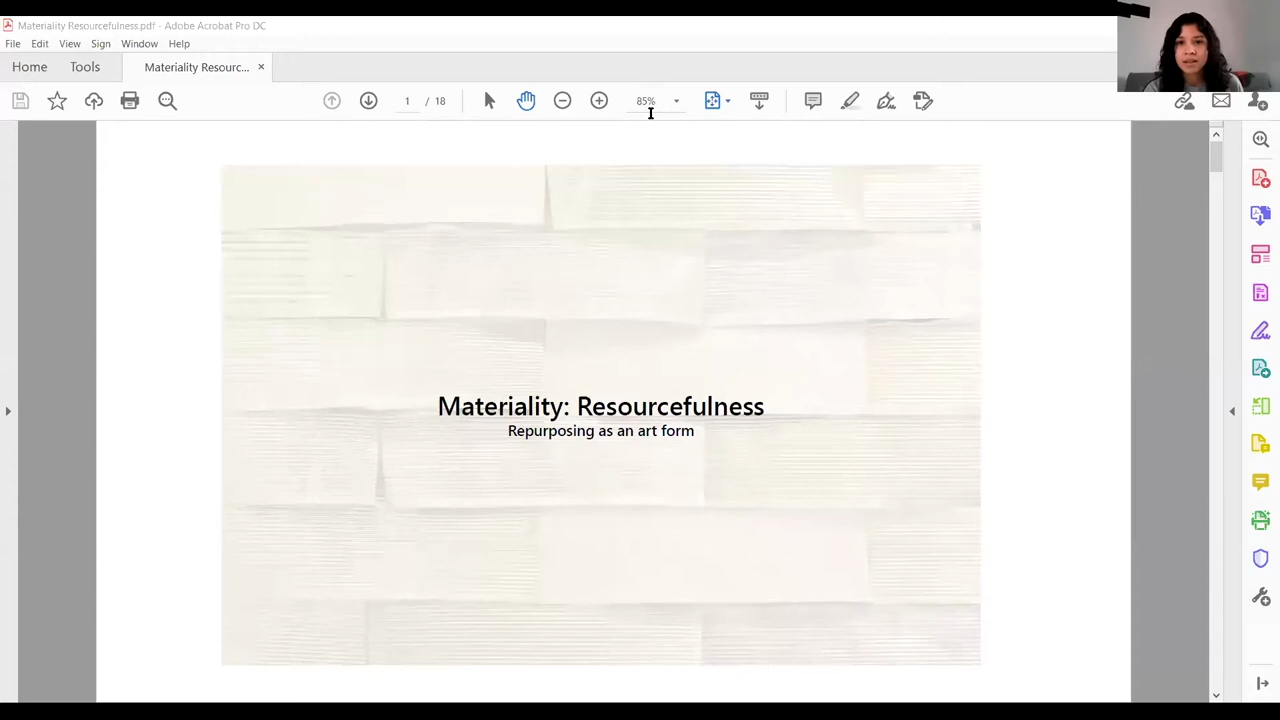 Materiality Resourcefulness.pdf - Adobe Acrobat Pro DC
File Edit View Sign Window Help
Home Tools Materiality Resourc... ×
1 / 18 85%
Materiality: Resourcefulness
Repurposing as an art form